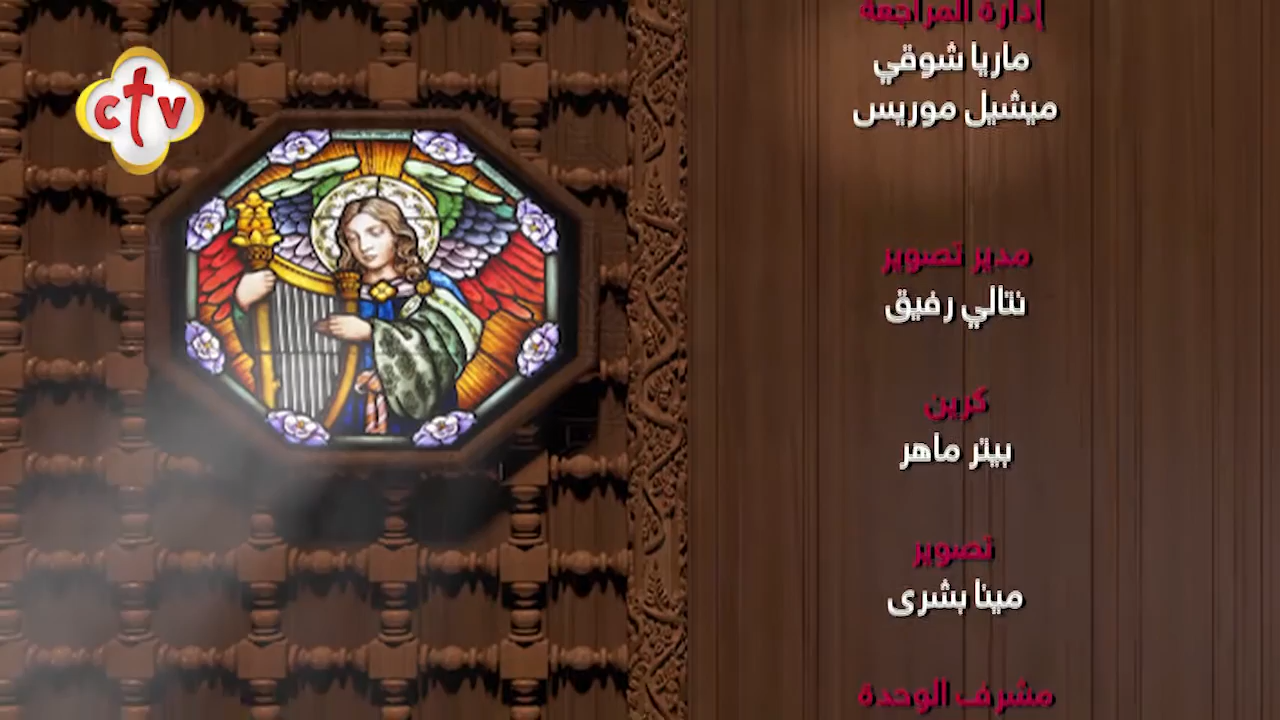 ctv
إدارة المراجعة
ماريا شوقي
ميشيل موريس
مدير تصوير
نتالي رفيق
كرين
بيتر ماهر
تصوير
مينا بشرى
مشرف الوحدة